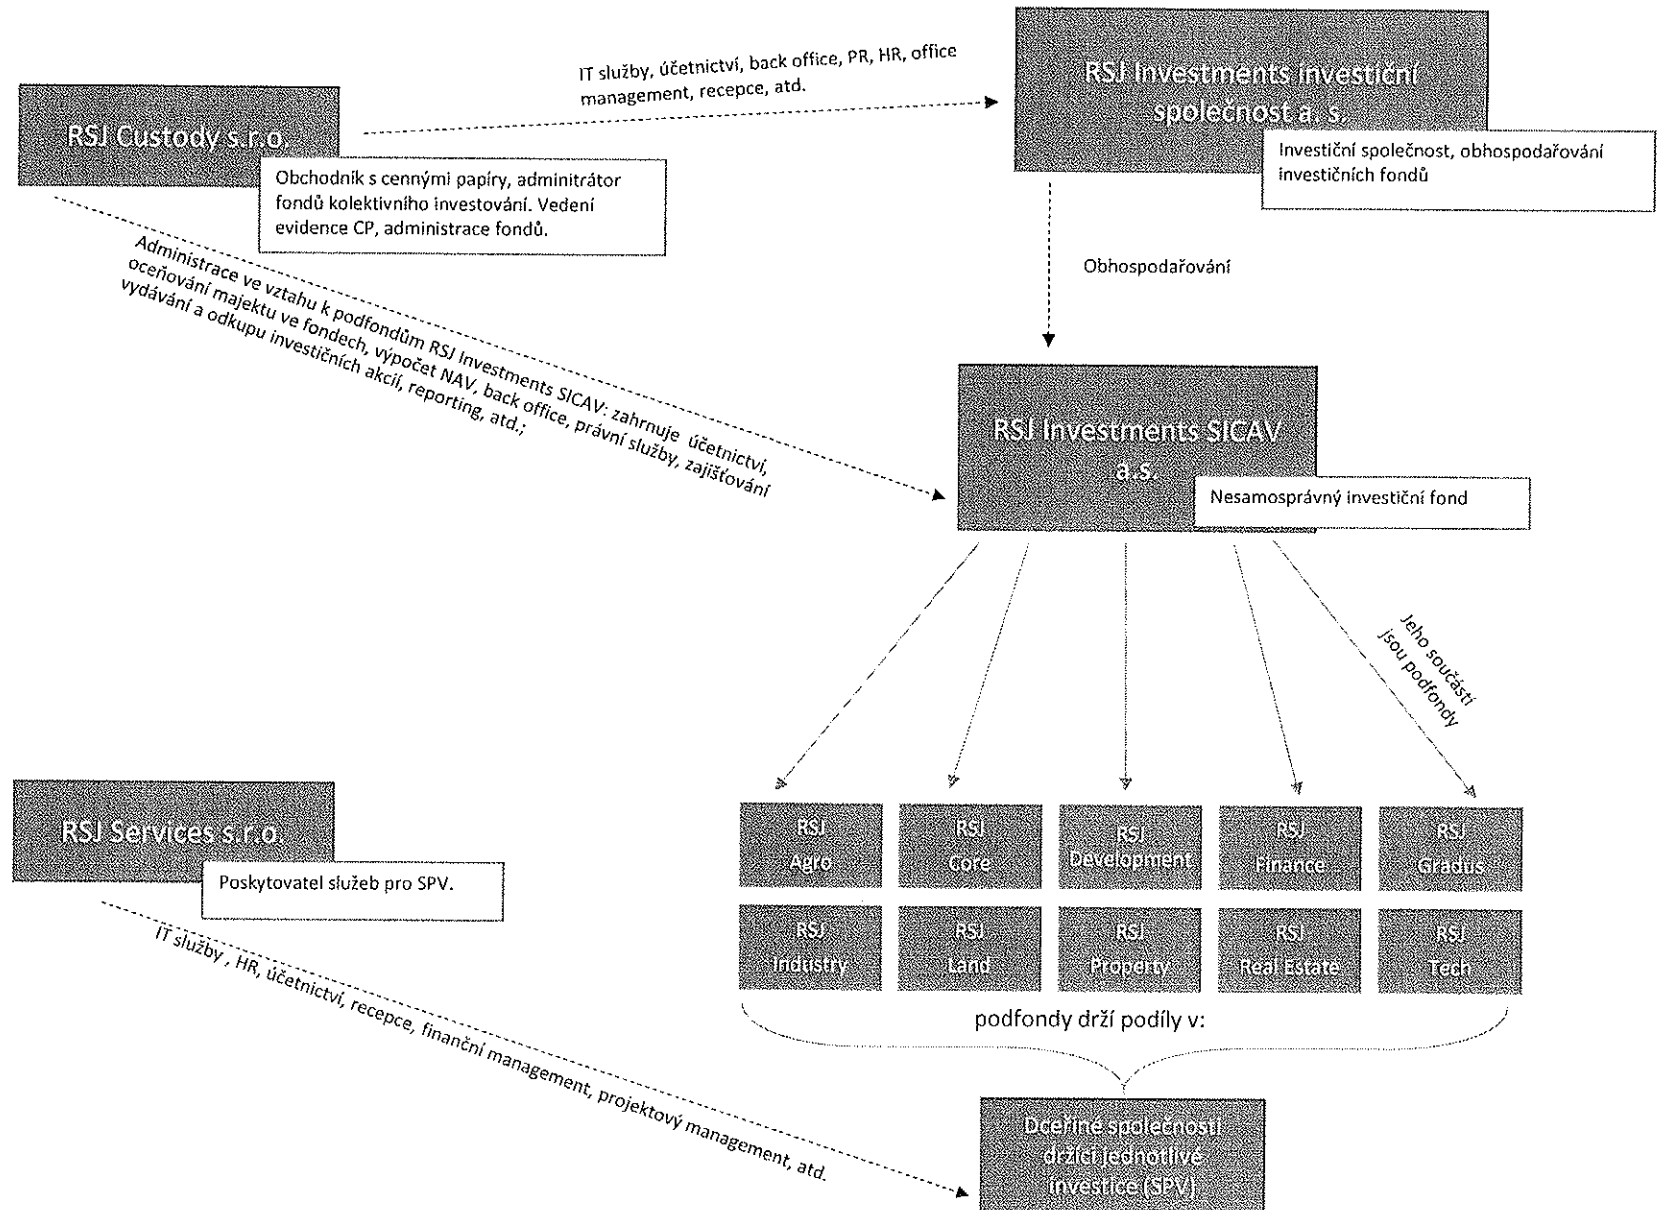 IT služby, účetnictví, back office, PR, HR, office
management, recepce, atd.
RSJ Custody s.r.o.
Obchodník s cennými papíry, adminitrátor
fondů kolektivního investování. Vedení
evidence CP, administrace fondů.
RSJ Investments investiční
společnost a. s.
Investiční společnost, obhospodařování
investičních fondů
Administrace ve vztahu k podfondům RSJ Investments SICAV: zahrnuje účetnictví,
oceňování majektu ve fondech, výpočet NAV, back office, právní služby, zajišťování
vydávání a odkupu investičních akcií, reporting, atd.;
Obhospodařování
RSJ Investments SICAV
a.s.
Nesamosprávný investiční fond
Jeho součástí
jsou podfondy
RSJ Services s.r.o.
Poskytovatel služeb pro SPV.
IT služby , HR, účetnictví, recepce, finanční management, projektový management, atd.
RSJ
Agro
RSJ
Core
RSJ
Development
RSJ
Finance
RSJ
Gradus
RSJ
Industry
RSJ
Land
RSJ
Property
RSJ
Real Estate
RSJ
Tech
podfondy drží podíly v:
Dceřiné společnosti
držící jednotlivé
investice (SPV)